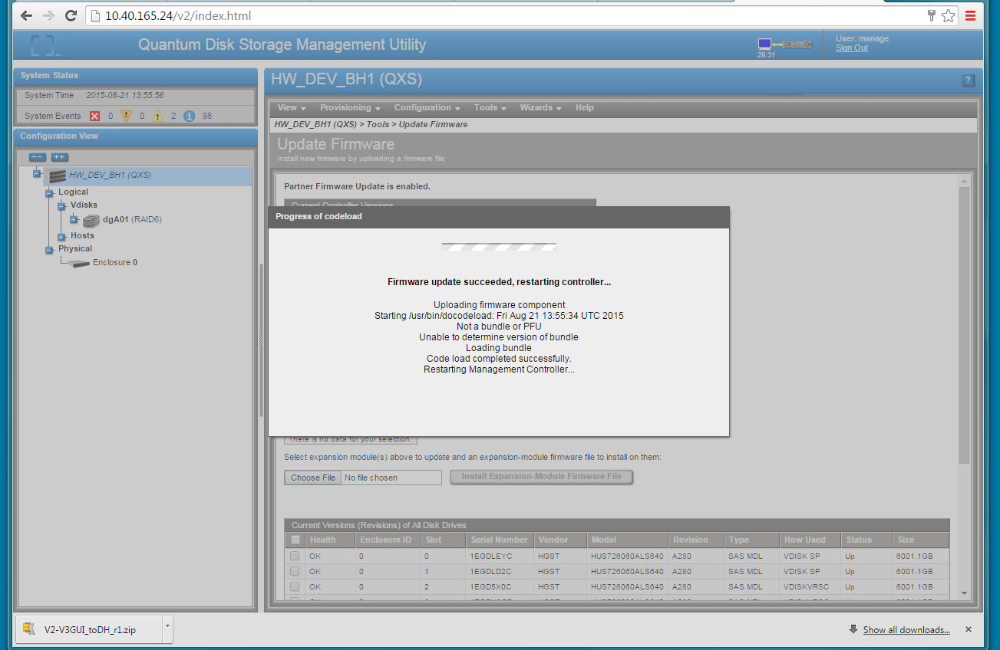 10.40.165.24/v2/index.html
Quantum Disk Storage Management Utility
29:31
User: manage
Sign Out
System Status
System Time 2015-08-21 13:55:56
System Events 0 0 2 98
Configuration View
HW_DEV_BH1 (QXS)
Logical
Vdisks
dgA01 (RAID6)
Hosts
Physical
Enclosure 0
HW_DEV_BH1 (QXS)
?
View Provisioning Configuration Tools Wizards Help
HW_DEV_BH1 (QXS) > Tools > Update Firmware
Update Firmware
Install new firmware by uploading a firmware file
Partner Firmware Update is enabled.
Current Controller Versions
Progress of codeload
Firmware update succeeded, restarting controller...
Uploading firmware component
Starting /usr/bin/docodeload: Fri Aug 21 13:55:34 UTC 2015
Not a bundle or PFU
Unable to determine version of bundle
Loading bundle
Code load completed successfully.
Restarting Management Controller...
There is no data for your selection.
Select expansion module(s) above to update and an expansion-module firmware file to install on them:
Choose File No file chosen Install Expansion-Module Firmware File
Current Versions (Revisions) of All Disk Drives
Health Enclosure ID Slot Serial Number Vendor Model Revision Type How Used Status Size
OK 0 0 1EGDLEYC HGST HUS726060ALS640 A280 SAS MDL VDISK SP Up 6001.1GB
OK 0 1 1EGDLD2C HGST HUS726060ALS640 A280 SAS MDL VDISK SP Up 6001.1GB
OK 0 2 1EGD5X0C HGST HUS726060ALS640 A280 SAS MDL VDISKVRSC Up 6001.1GB
V2-V3GUI_toDH_r1.zip
Show all downloads...